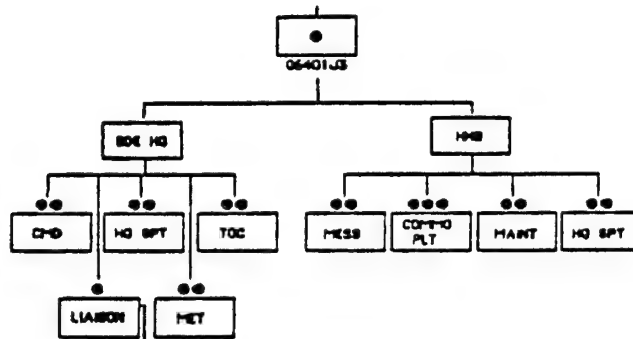 06401J3
BDE HQ
HHB
CMD
HQ SPT
TOC
MESS
COMMO
PLT
MAINT
HQ SPT
LIAISON
MET